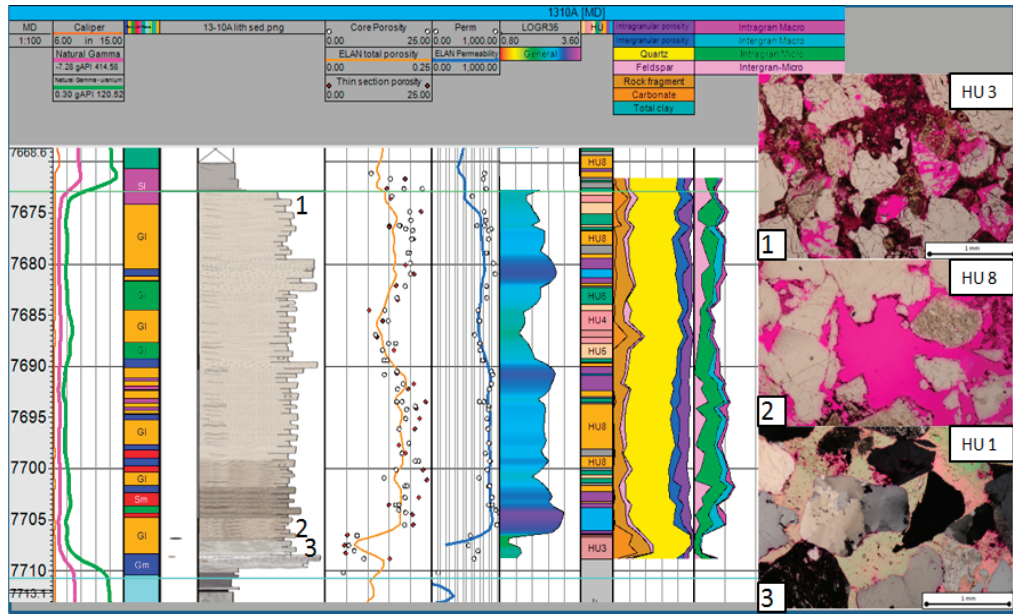 1310A [MD]
MD
1:100
Caliper
6.00 in 15.00
Natural Gamma
-7.28 gAPI 414.58
Natural Gamma - uranium
0.30 gAPI 120.52
13-10A lith sed.png
Core Porosity
0.00 25.00
ELAN total porosity
0.00 0.25
Thin section porosity
0.00 25.00
Perm
0.00 1,000.00
ELAN Permeability
0.00 1,000.00
LOGR35
0.80 3.60
General
HU
Intragranular porosity
Intergranular porosity
Quartz
Feldspar
Rock fragment
Carbonate
Total clay
Intragran Macro
Intergran Macro
Intragran Micro
Intergran-Micro
7668.6
7675
7680
7685
7690
7695
7700
7705
7710
7713.1
Sl
Gl
Gl
Gl
Gl
Gl
Gl
Sm
Gl
Gm
1
2
3
HU8
HU8
HU6
HU4
HU5
HU8
HU8
HU3
HU 3
1
1 mm
HU 8
2
HU 1
3
1 mm